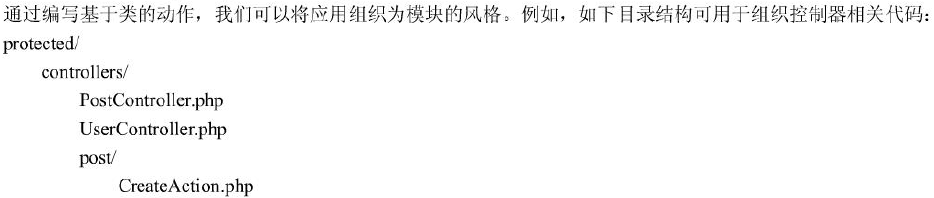 通过编写基于类的动作，我们可以将应用组织为模块的风格。例如，如下目录结构可用于组织控制器相关代码：
protected/
controllers/
PostController.php
UserController.php
post/
CreateAction.php